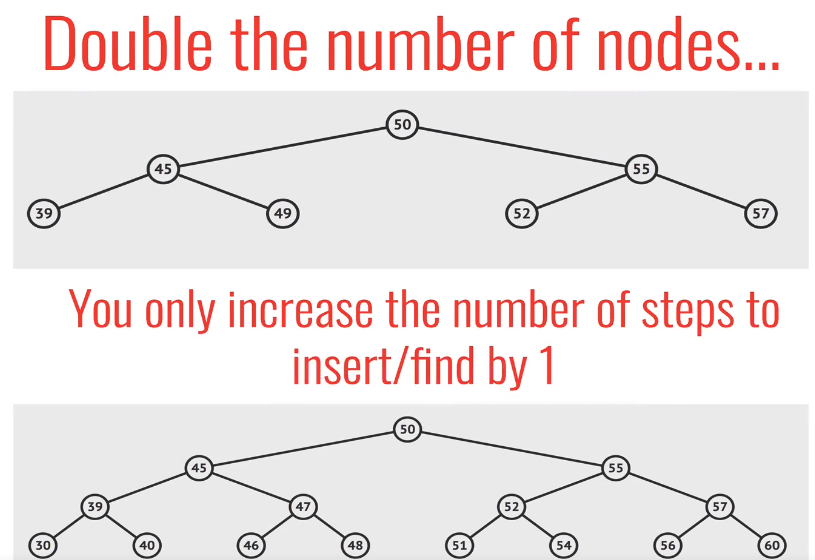 Double the number of nodes...
50
45 55
39 49 52 57
You only increase the number of steps to
insert/find by 1
50
45 55
39 47 52 57
30 40 46 48 51 54 56 60